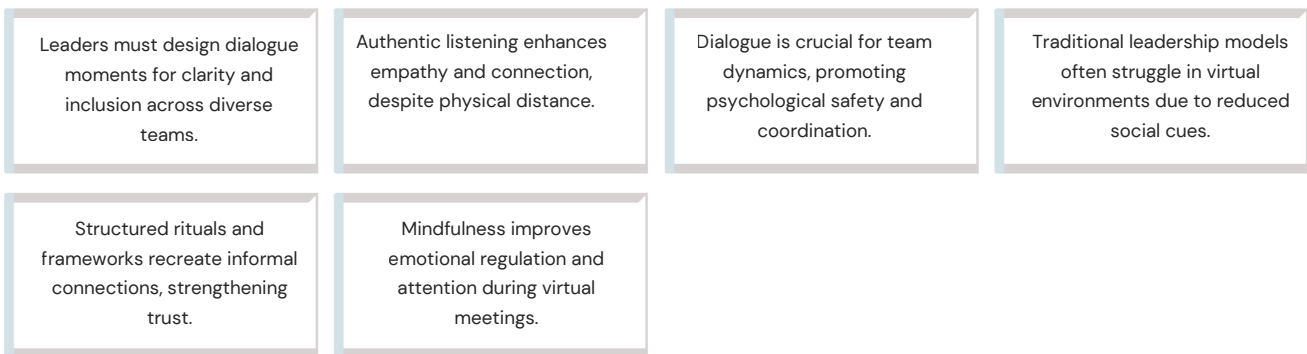 Leaders must design dialogue
moments for clarity and
inclusion across diverse
teams.
Authentic listening enhances
empathy and connection,
despite physical distance.
Dialogue is crucial for team
dynamics, promoting
psychological safety and
coordination.
Traditional leadership models
often struggle in virtual
environments due to reduced
social cues.
Structured rituals and
frameworks recreate informal
connections, strengthening
trust.
Mindfulness improves
emotional regulation and
attention during virtual
meetings.